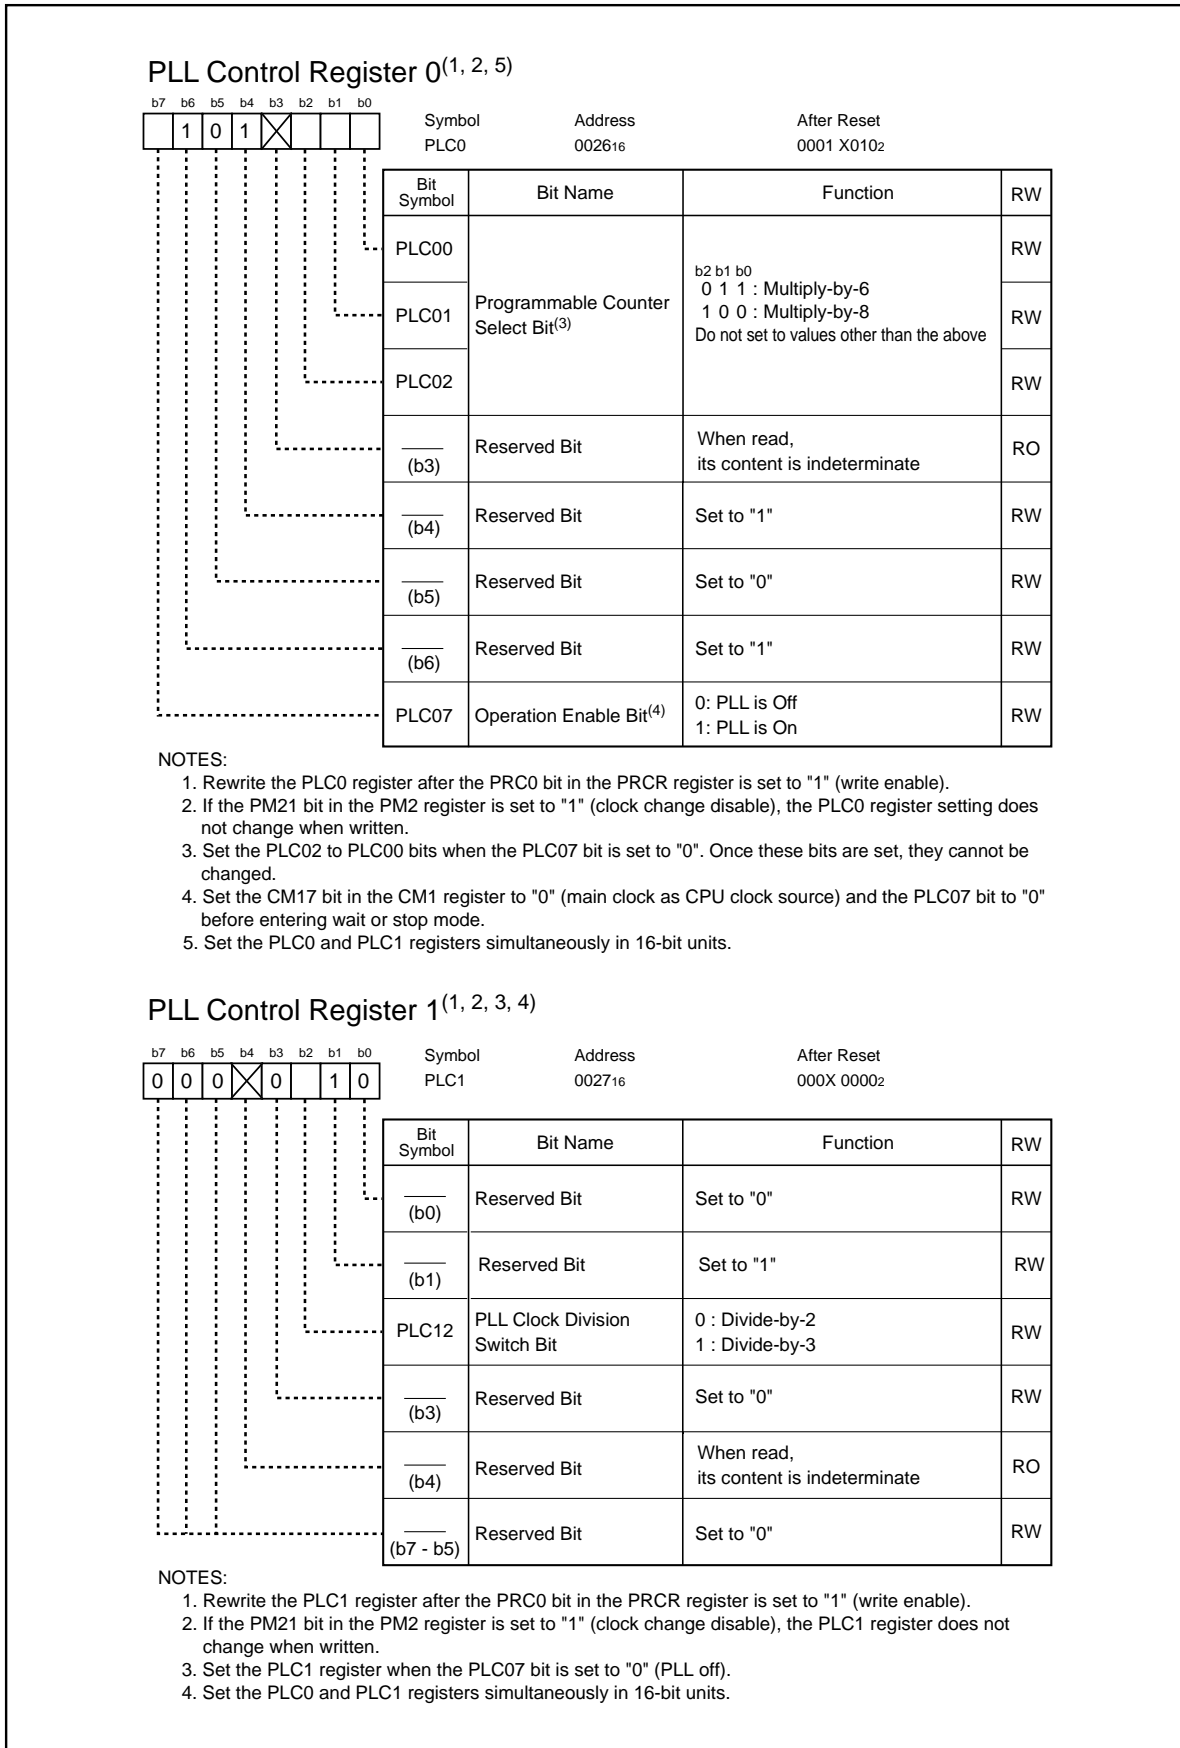 PLL Control Register 0(1, 2, 5)
b7 b6 b5 b4 b3 b2 b1 b0
1 0 1
Symbol Address After Reset
PLC0 002616 0001 X0102
Bit Symbol Bit Name Function RW
PLC00 RW
PLC01 RW
PLC02 RW
Programmable Counter
Select Bit(3)
b2 b1 b0
0 1 1 : Multiply-by-6
1 0 0 : Multiply-by-8
Do not set to values other than the above
(b3) Reserved Bit When read,
its content is indeterminate RO
(b4) Reserved Bit Set to "1" RW
(b5) Reserved Bit Set to "0" RW
(b6) Reserved Bit Set to "1" RW
PLC07 Operation Enable Bit(4) 0: PLL is Off
1: PLL is On RW
NOTES:
1. Rewrite the PLC0 register after the PRC0 bit in the PRCR register is set to "1" (write enable).
2. If the PM21 bit in the PM2 register is set to "1" (clock change disable), the PLC0 register setting does
not change when written.
3. Set the PLC02 to PLC00 bits when the PLC07 bit is set to "0". Once these bits are set, they cannot be
changed.
4. Set the CM17 bit in the CM1 register to "0" (main clock as CPU clock source) and the PLC07 bit to "0"
before entering wait or stop mode.
5. Set the PLC0 and PLC1 registers simultaneously in 16-bit units.
PLL Control Register 1(1, 2, 3, 4)
b7 b6 b5 b4 b3 b2 b1 b0
0 0 0 0 1 0
Symbol Address After Reset
PLC1 002716 000X 00002
Bit Symbol Bit Name Function RW
(b0) Reserved Bit Set to "0" RW
(b1) Reserved Bit Set to "1" RW
PLC12 PLL Clock Division
Switch Bit 0 : Divide-by-2
1 : Divide-by-3 RW
(b3) Reserved Bit Set to "0" RW
(b4) Reserved Bit When read,
its content is indeterminate RO
(b7 - b5) Reserved Bit Set to "0" RW
NOTES:
1. Rewrite the PLC1 register after the PRC0 bit in the PRCR register is set to "1" (write enable).
2. If the PM21 bit in the PM2 register is set to "1" (clock change disable), the PLC1 register does not
change when written.
3. Set the PLC1 register when the PLC07 bit is set to "0" (PLL off).
4. Set the PLC0 and PLC1 registers simultaneously in 16-bit units.